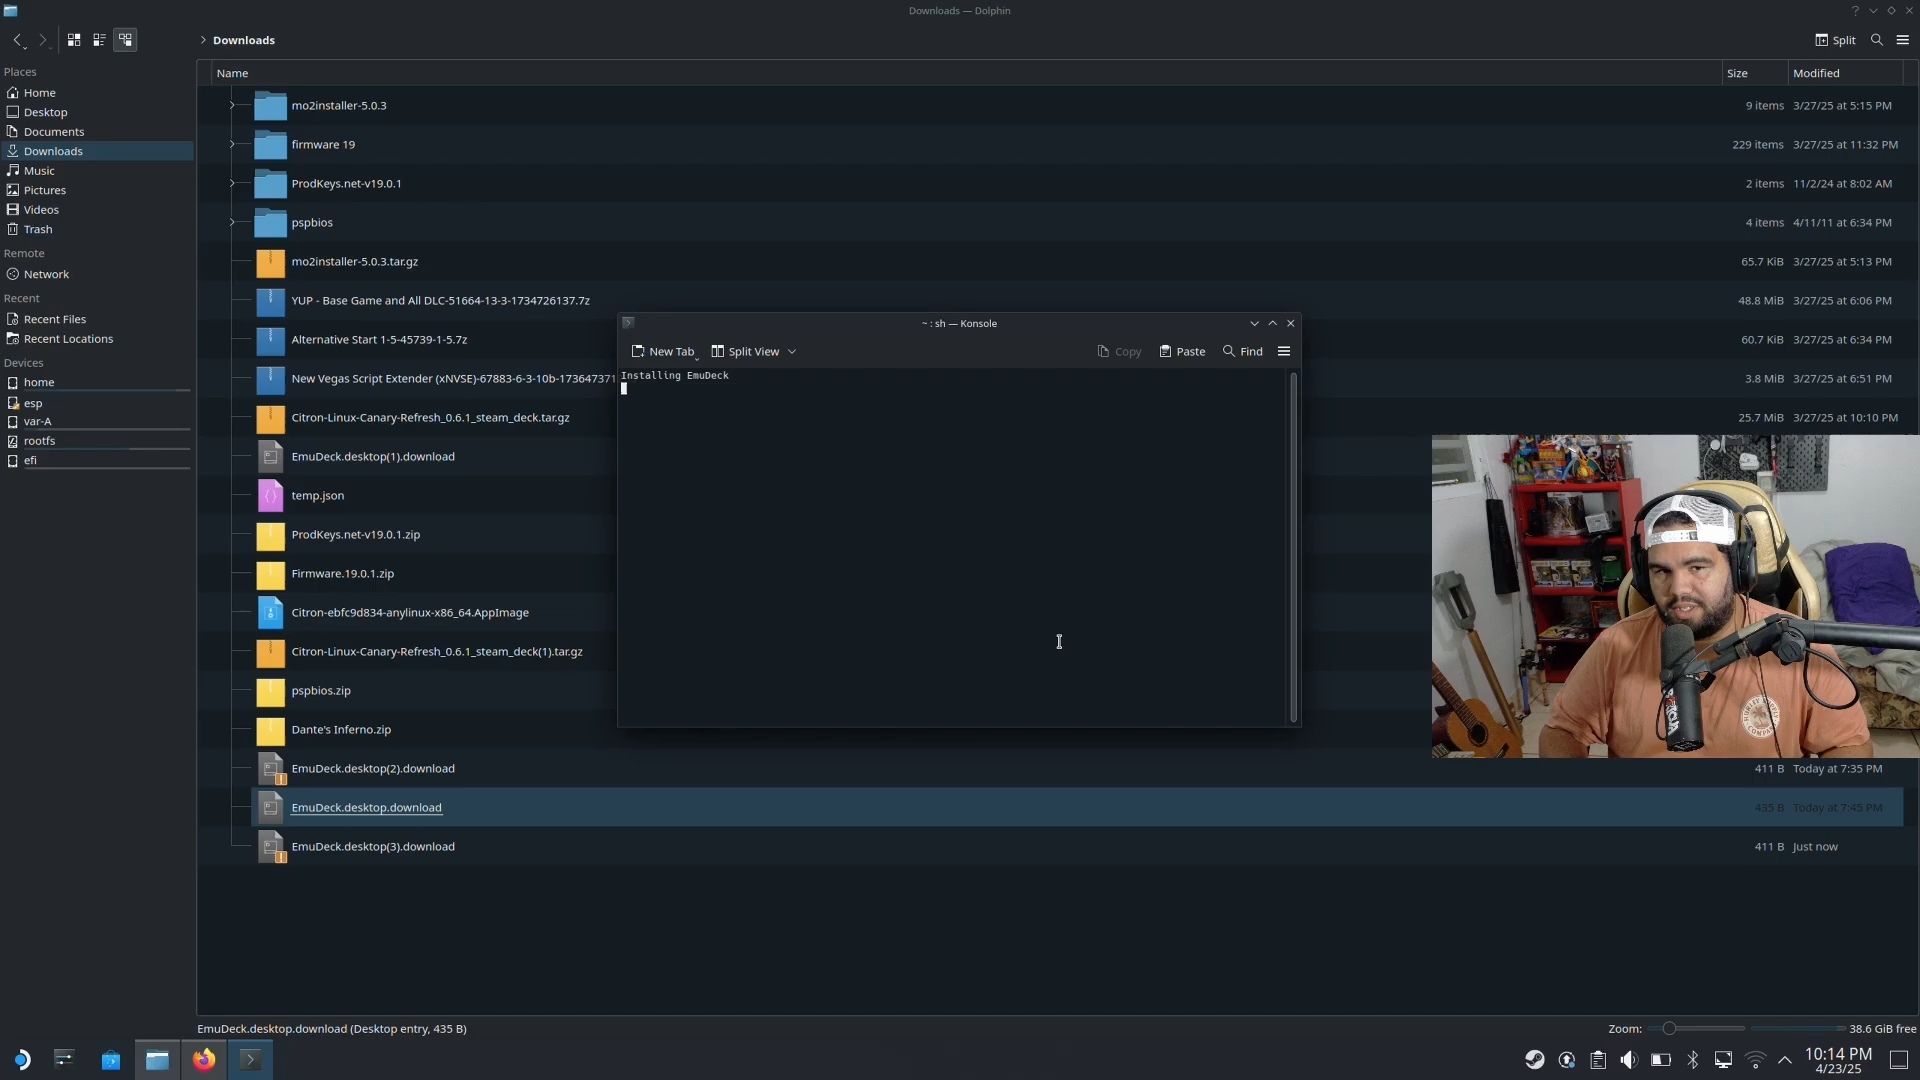 Downloads — Dolphin
Downloads
Split
Places
Home
Desktop
Documents
Downloads
Music
Pictures
Videos
Trash
Remote
Network
Recent
Recent Files
Recent Locations
Devices
home
esp
var-A
rootfs
efi
Name Size Modified
mo2installer-5.0.3 9 items 3/27/25 at 5:15 PM
firmware 19 229 items 3/27/25 at 11:32 PM
ProdKeys.net-v19.0.1 2 items 11/2/24 at 8:02 AM
pspbios 4 items 4/11/11 at 6:34 PM
mo2installer-5.0.3.tar.gz 65.7 KiB 3/27/25 at 5:13 PM
YUP - Base Game and All DLC-51664-13-3-1734726137.7z 48.8 MiB 3/27/25 at 6:06 PM
Alternative Start 1-5-45739-1-5.7z 60.7 KiB 3/27/25 at 6:34 PM
New Vegas Script Extender (xNVSE)-67883-6-3-10b-173647371 3.8 MiB 3/27/25 at 6:51 PM
Citron-Linux-Canary-Refresh_0.6.1_steam_deck.tar.gz 25.7 MiB 3/27/25 at 10:10 PM
EmuDeck.desktop(1).download
temp.json
ProdKeys.net-v19.0.1.zip
Firmware.19.0.1.zip
Citron-ebfc9d834-anylinux-x86_64.AppImage
Citron-Linux-Canary-Refresh_0.6.1_steam_deck(1).tar.gz
pspbios.zip
Dante's Inferno.zip
EmuDeck.desktop(2).download 411 B Today at 7:35 PM
EmuDeck.desktop.download 435 B Today at 7:45 PM
EmuDeck.desktop(3).download 411 B Just now
~ : sh — Konsole
New Tab Split View Copy Paste Find
Installing EmuDeck
EmuDeck.desktop.download (Desktop entry, 435 B)
Zoom: 38.6 GiB free
10:14 PM
4/23/25